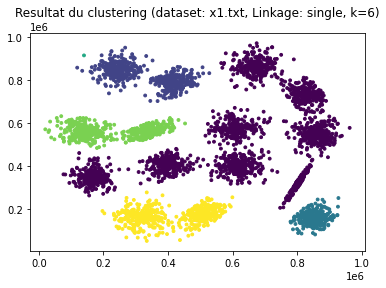 Resultat du clustering (dataset: x1.txt, Linkage: single, k=6)
1e6
1.0
0.8
0.6
0.4
0.2
0.0 0.2 0.4 0.6 0.8 1.0
1e6